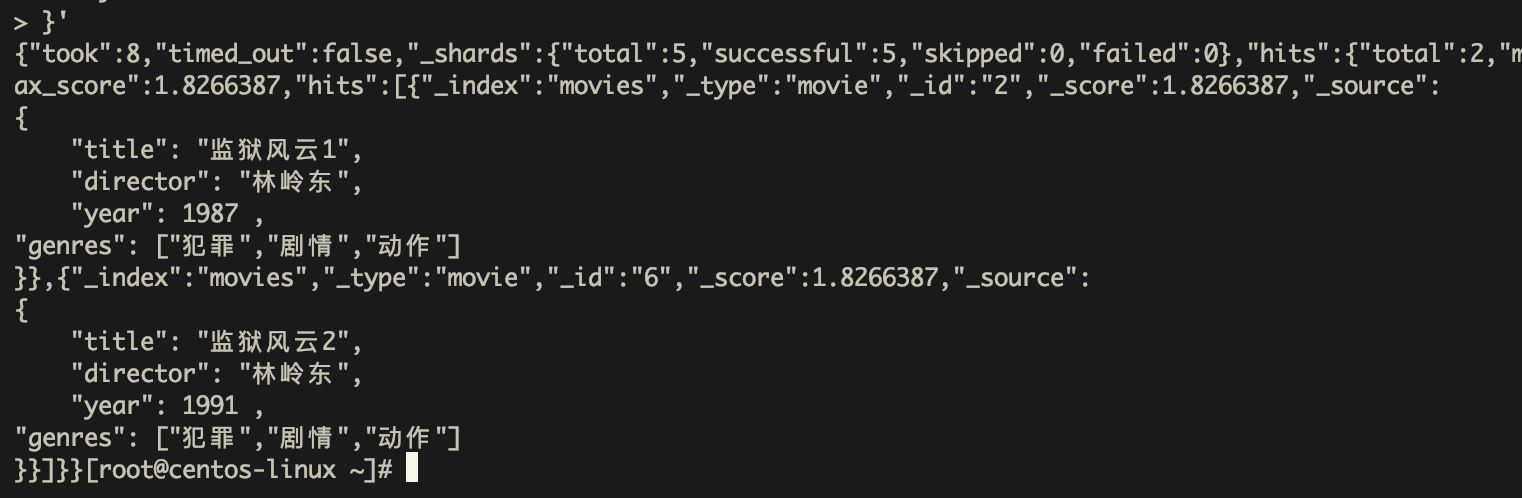 > }'
{"took":8,"timed_out":false,"_shards":{"total":5,"successful":5,"skipped":0,"failed":0},"hits":{"total":2,"m
ax_score":1.8266387,"hits":[{"_index":"movies","_type":"movie","_id":"2","_score":1.8266387,"_source":
{
    "title": "监狱风云1",
    "director": "林岭东",
    "year": 1987 ,
"genres": ["犯罪","剧情","动作"]
}},{"_index":"movies","_type":"movie","_id":"6","_score":1.8266387,"_source":
{
    "title": "监狱风云2",
    "director": "林岭东",
    "year": 1991 ,
"genres": ["犯罪","剧情","动作"]
}}]}}[root@centos-linux ~]#